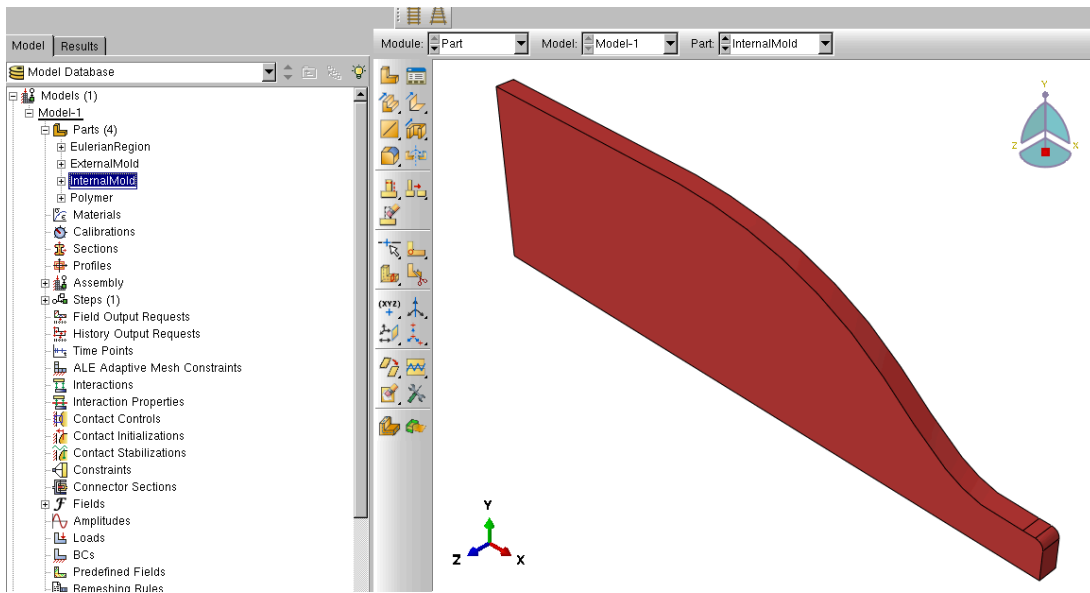 Model Results
Module: Part Model: Model-1 Part: InternalMold
Model Database
Models (1)
Model-1
Parts (4)
EulerianRegion
ExternalMold
InternalMold
Polymer
Materials
Calibrations
Sections
Profiles
Assembly
Steps (1)
Field Output Requests
History Output Requests
Time Points
ALE Adaptive Mesh Constraints
Interactions
Interaction Properties
Contact Controls
Contact Initializations
Contact Stabilizations
Constraints
Connector Sections
Fields
Amplitudes
Loads
BCs
Predefined Fields
Remeshing Rules
(XYZ)
Y
Z
X
Y
Z
X